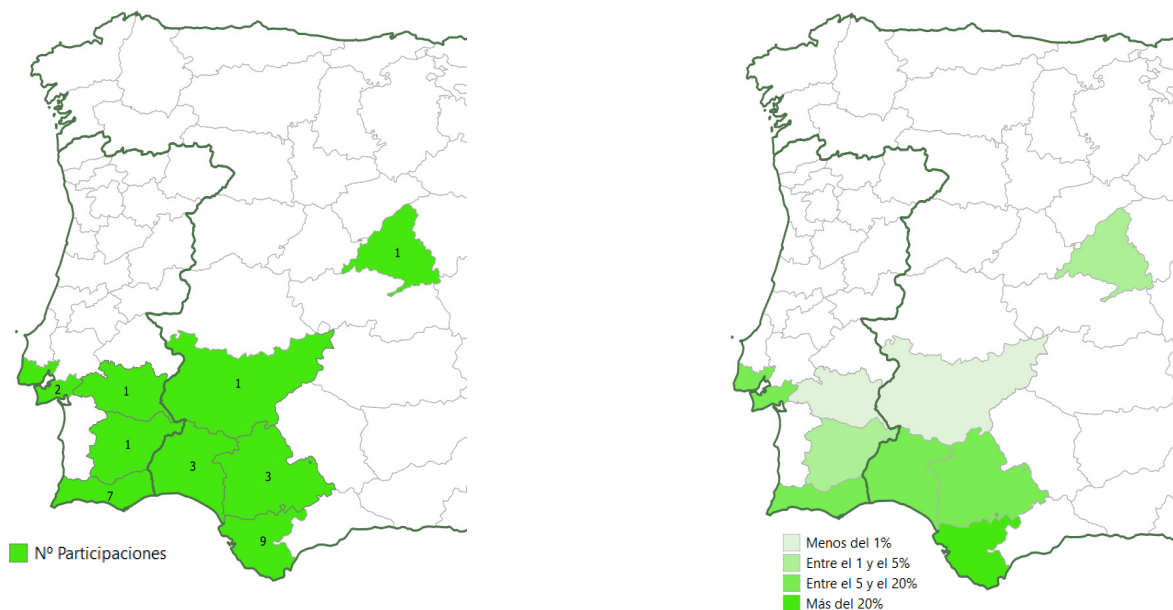 1
1
2
1
1
3
3
7
9
Nº Participaciones
Menos del 1%
Entre el 1 y el 5%
Entre el 5 y el 20%
Más del 20%